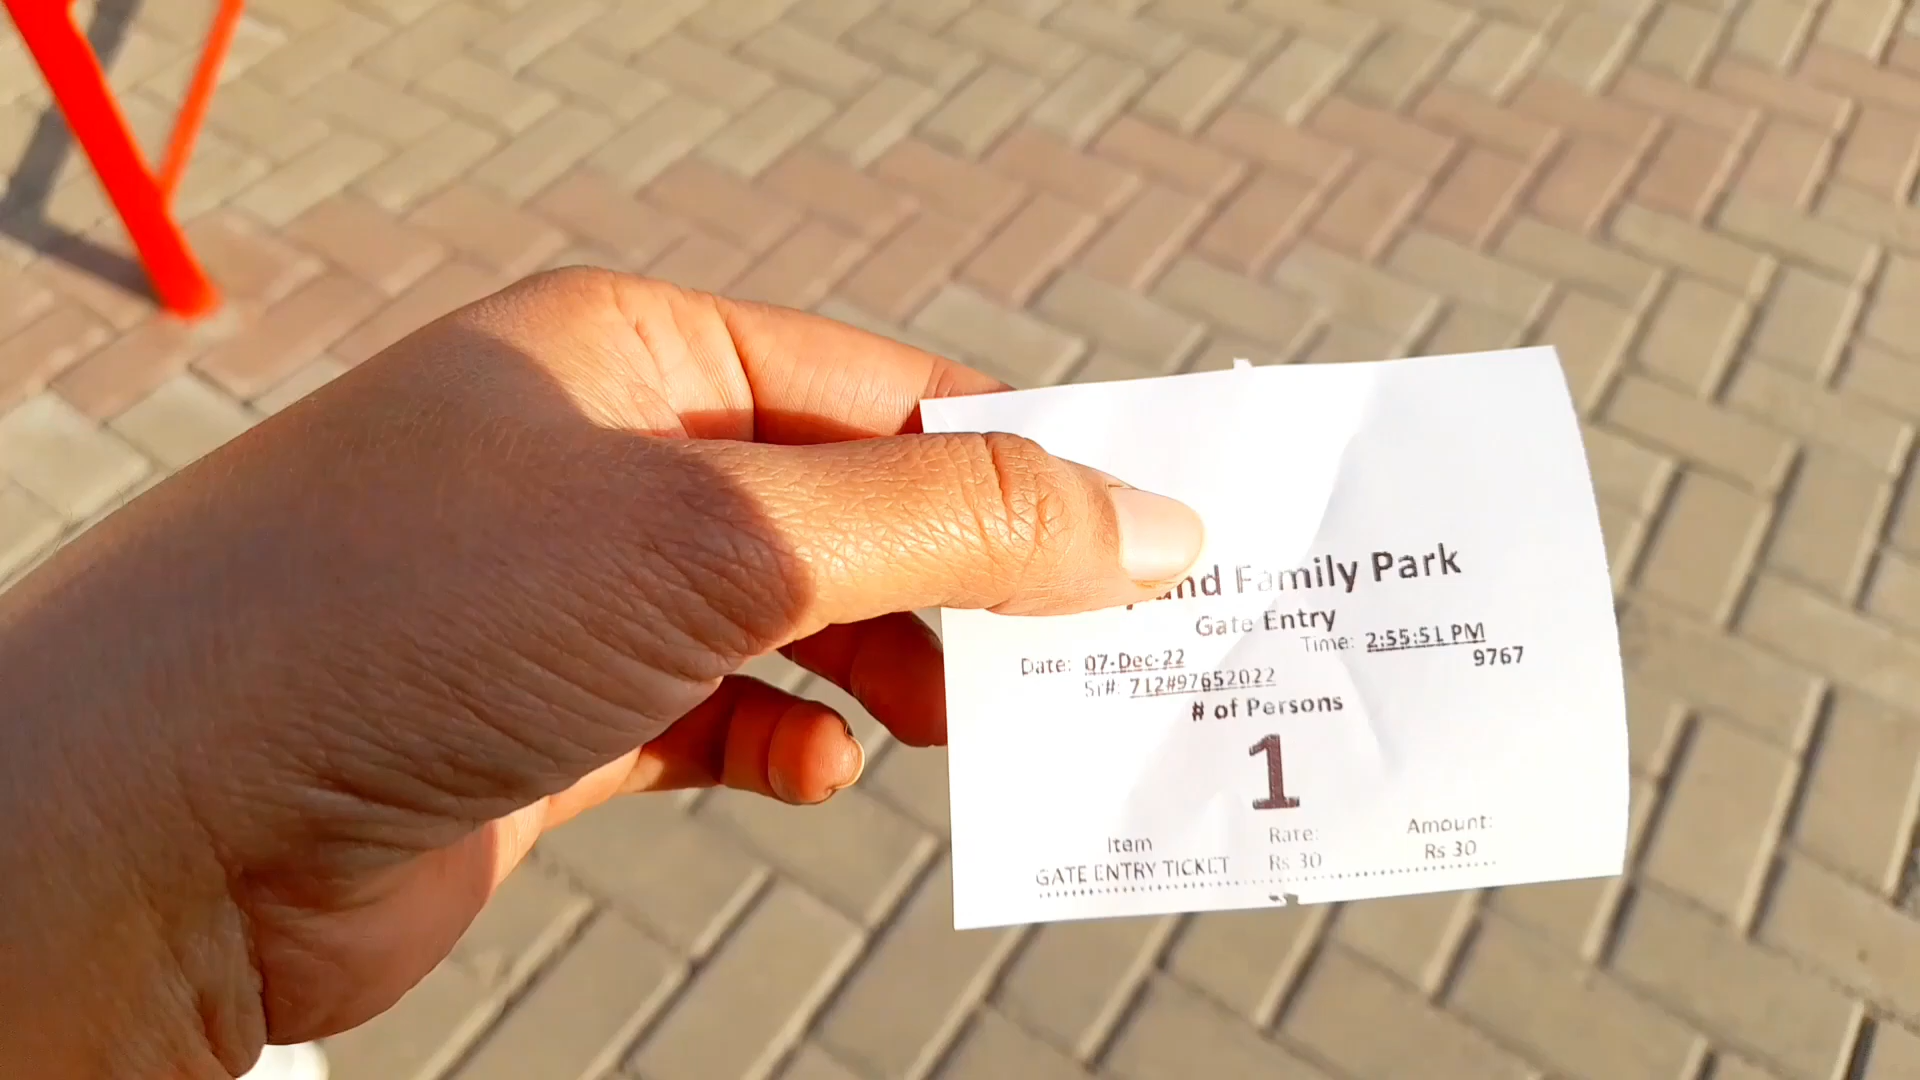 and Family Park
Gate Entry
Date: 07-Dec-22 Time: 2:55:51 PM
Sr#: 712#97652022 9767
# of Persons
1
Item Rate: Amount:
GATE ENTRY TICKET Rs 30 Rs 30